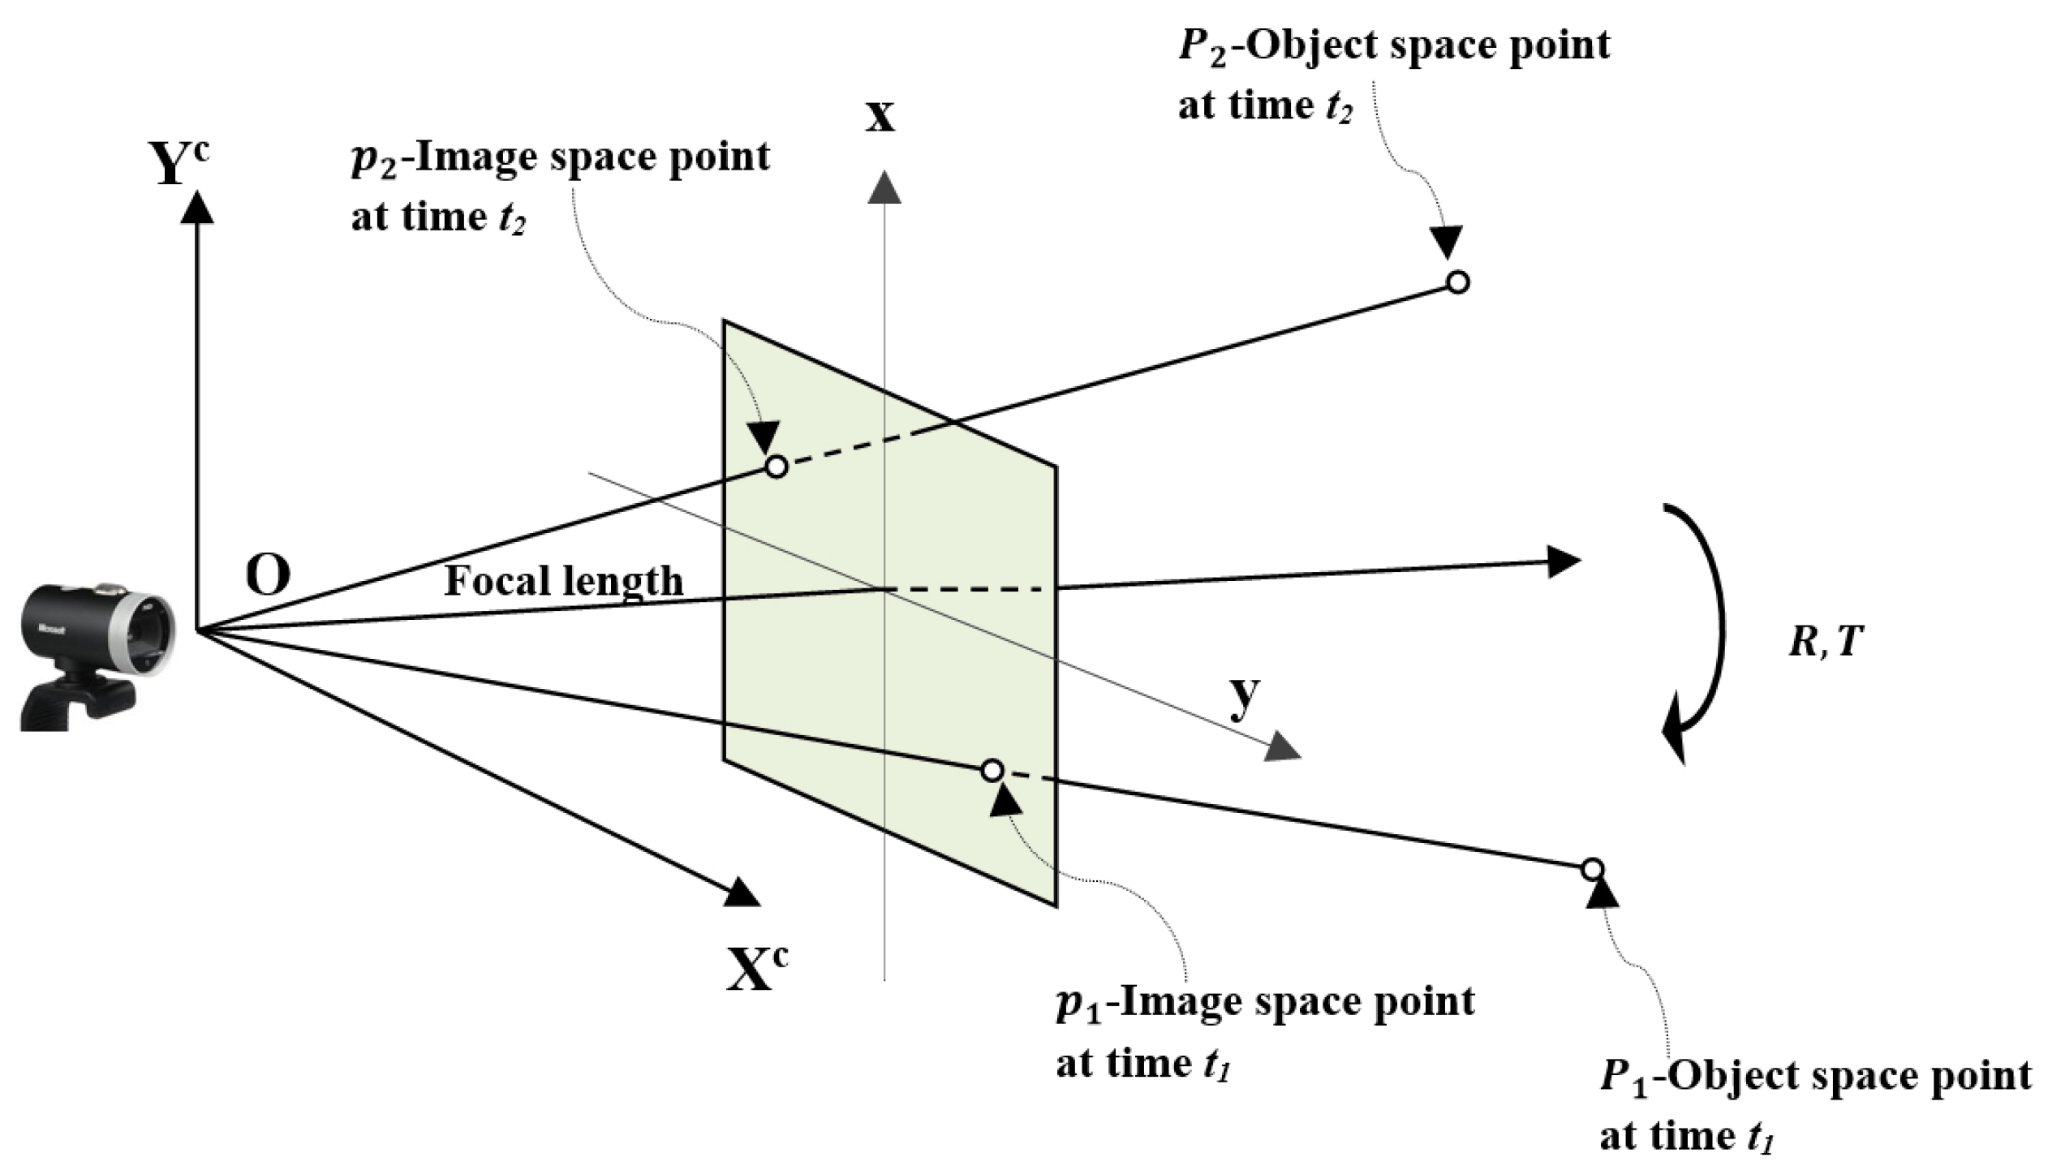 P₂-Object space point
at time t₂
x
Yᶜ
p₂-Image space point
at time t₂
O
Focal length
Microsoft
R, T
y
Xᶜ
p₁-Image space point
at time t₁
P₁-Object space point
at time t₁